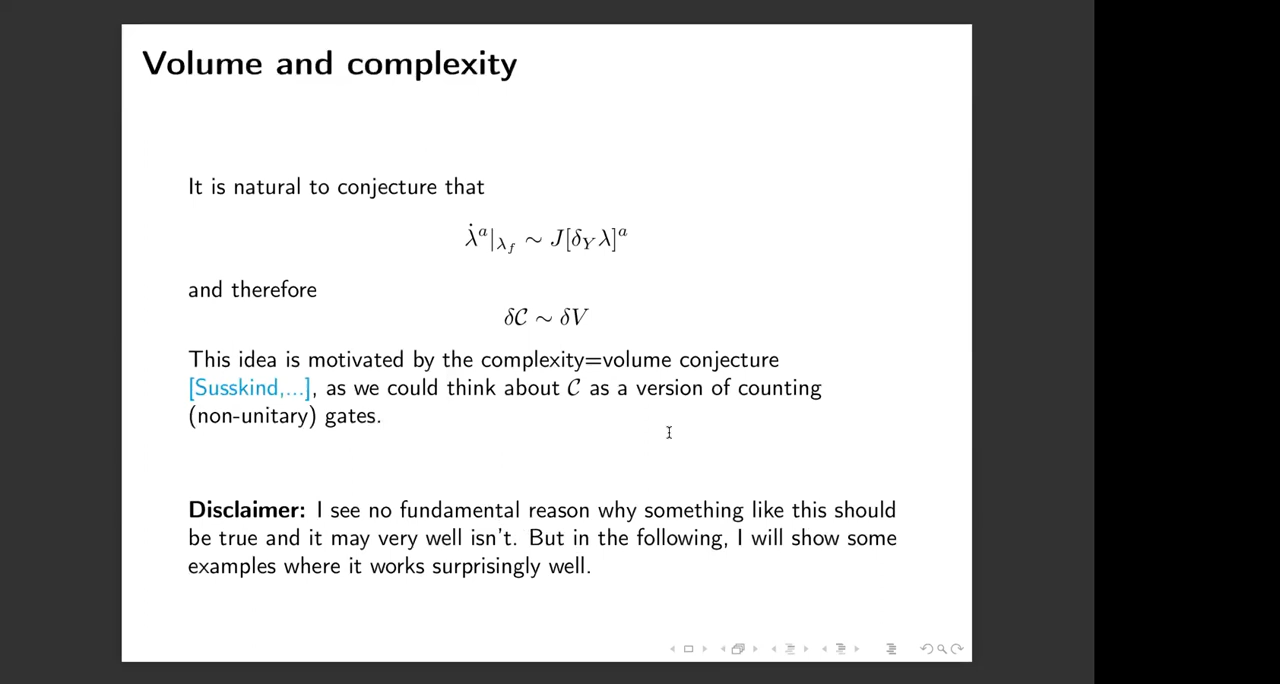 Volume and complexity
It is natural to conjecture that
λ̇ᵃ|_{λ_f} ∼ J[δ_Y λ]ᵃ
and therefore
δ𝒞 ∼ δV
This idea is motivated by the complexity=volume conjecture
[Susskind,...], as we could think about 𝒞 as a version of counting
(non-unitary) gates.
Disclaimer: I see no fundamental reason why something like this should
be true and it may very well isn't. But in the following, I will show some
examples where it works surprisingly well.